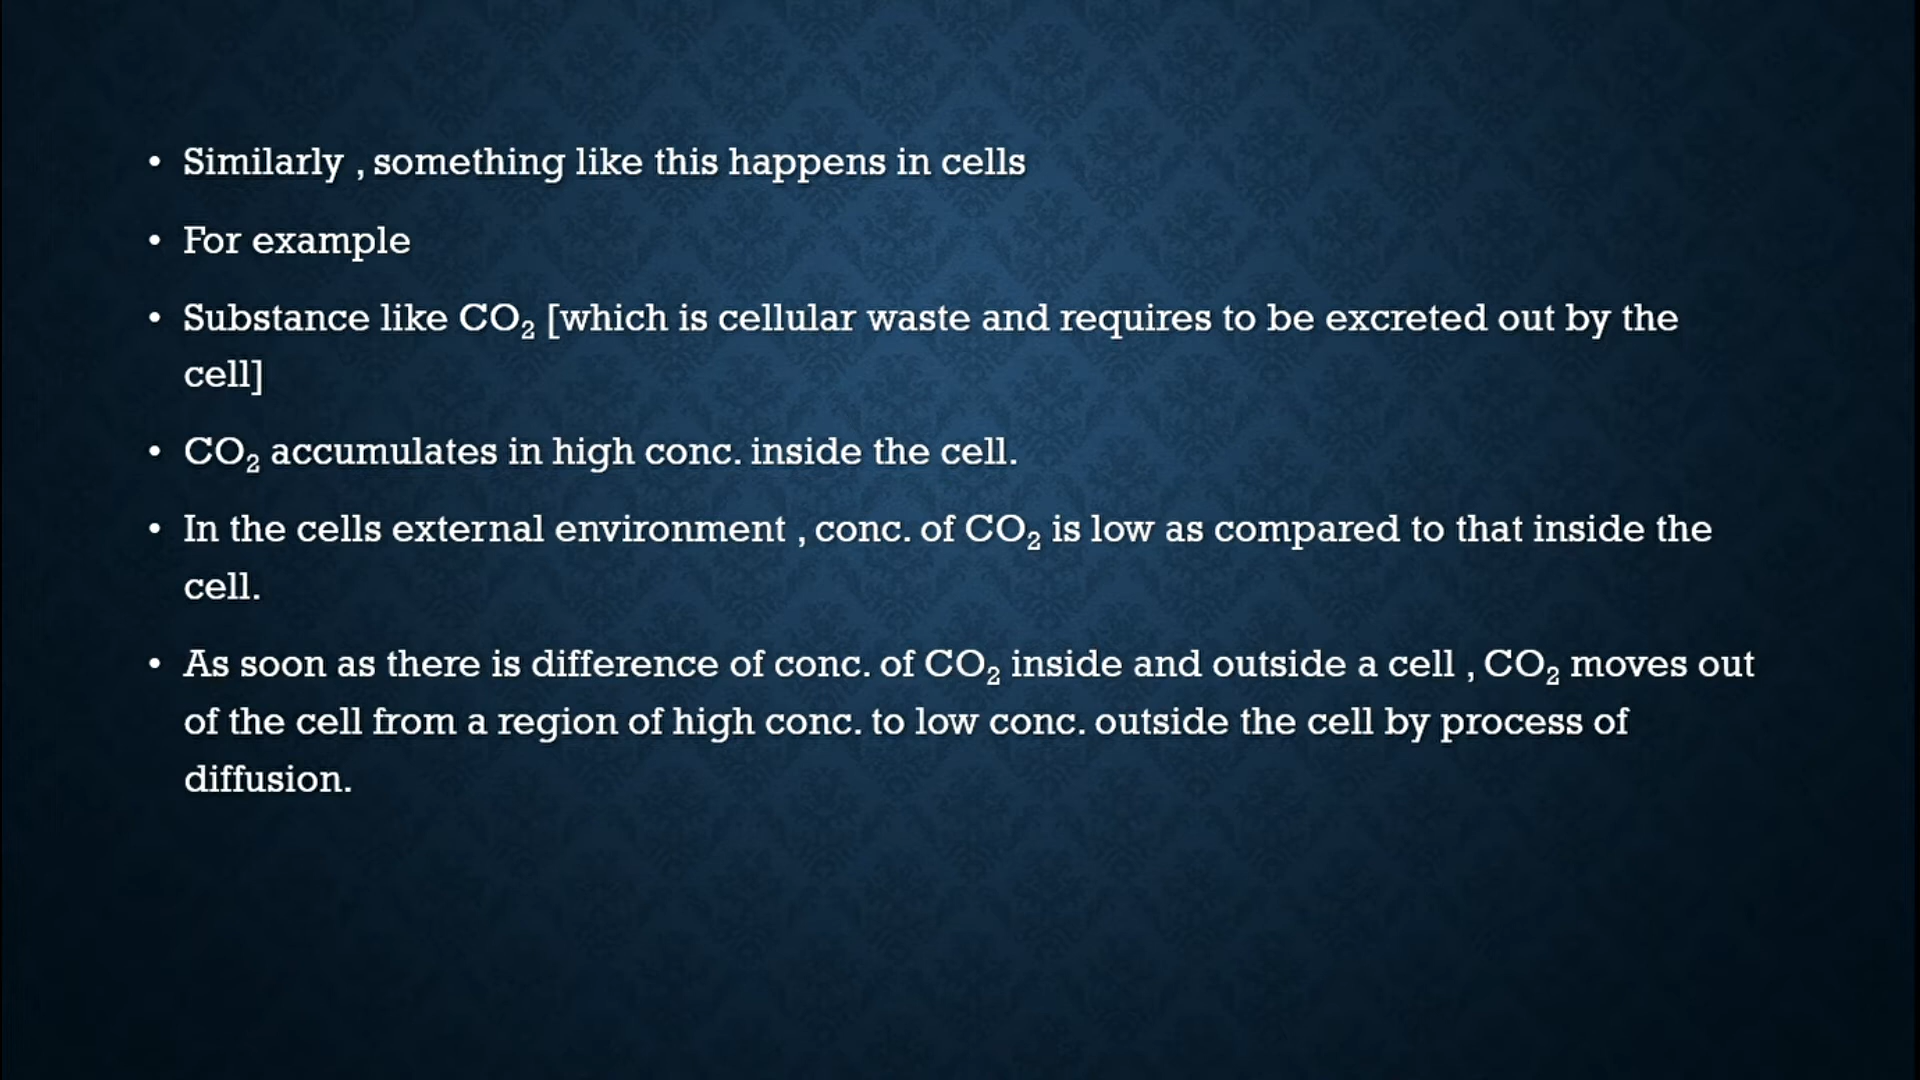 • Similarly , something like this happens in cells
• For example
• Substance like CO₂ [which is cellular waste and requires to be excreted out by the
cell]
• CO₂ accumulates in high conc. inside the cell.
• In the cells external environment , conc. of CO₂ is low as compared to that inside the
cell.
• As soon as there is difference of conc. of CO₂ inside and outside a cell , CO₂ moves out
of the cell from a region of high conc. to low conc. outside the cell by process of
diffusion.